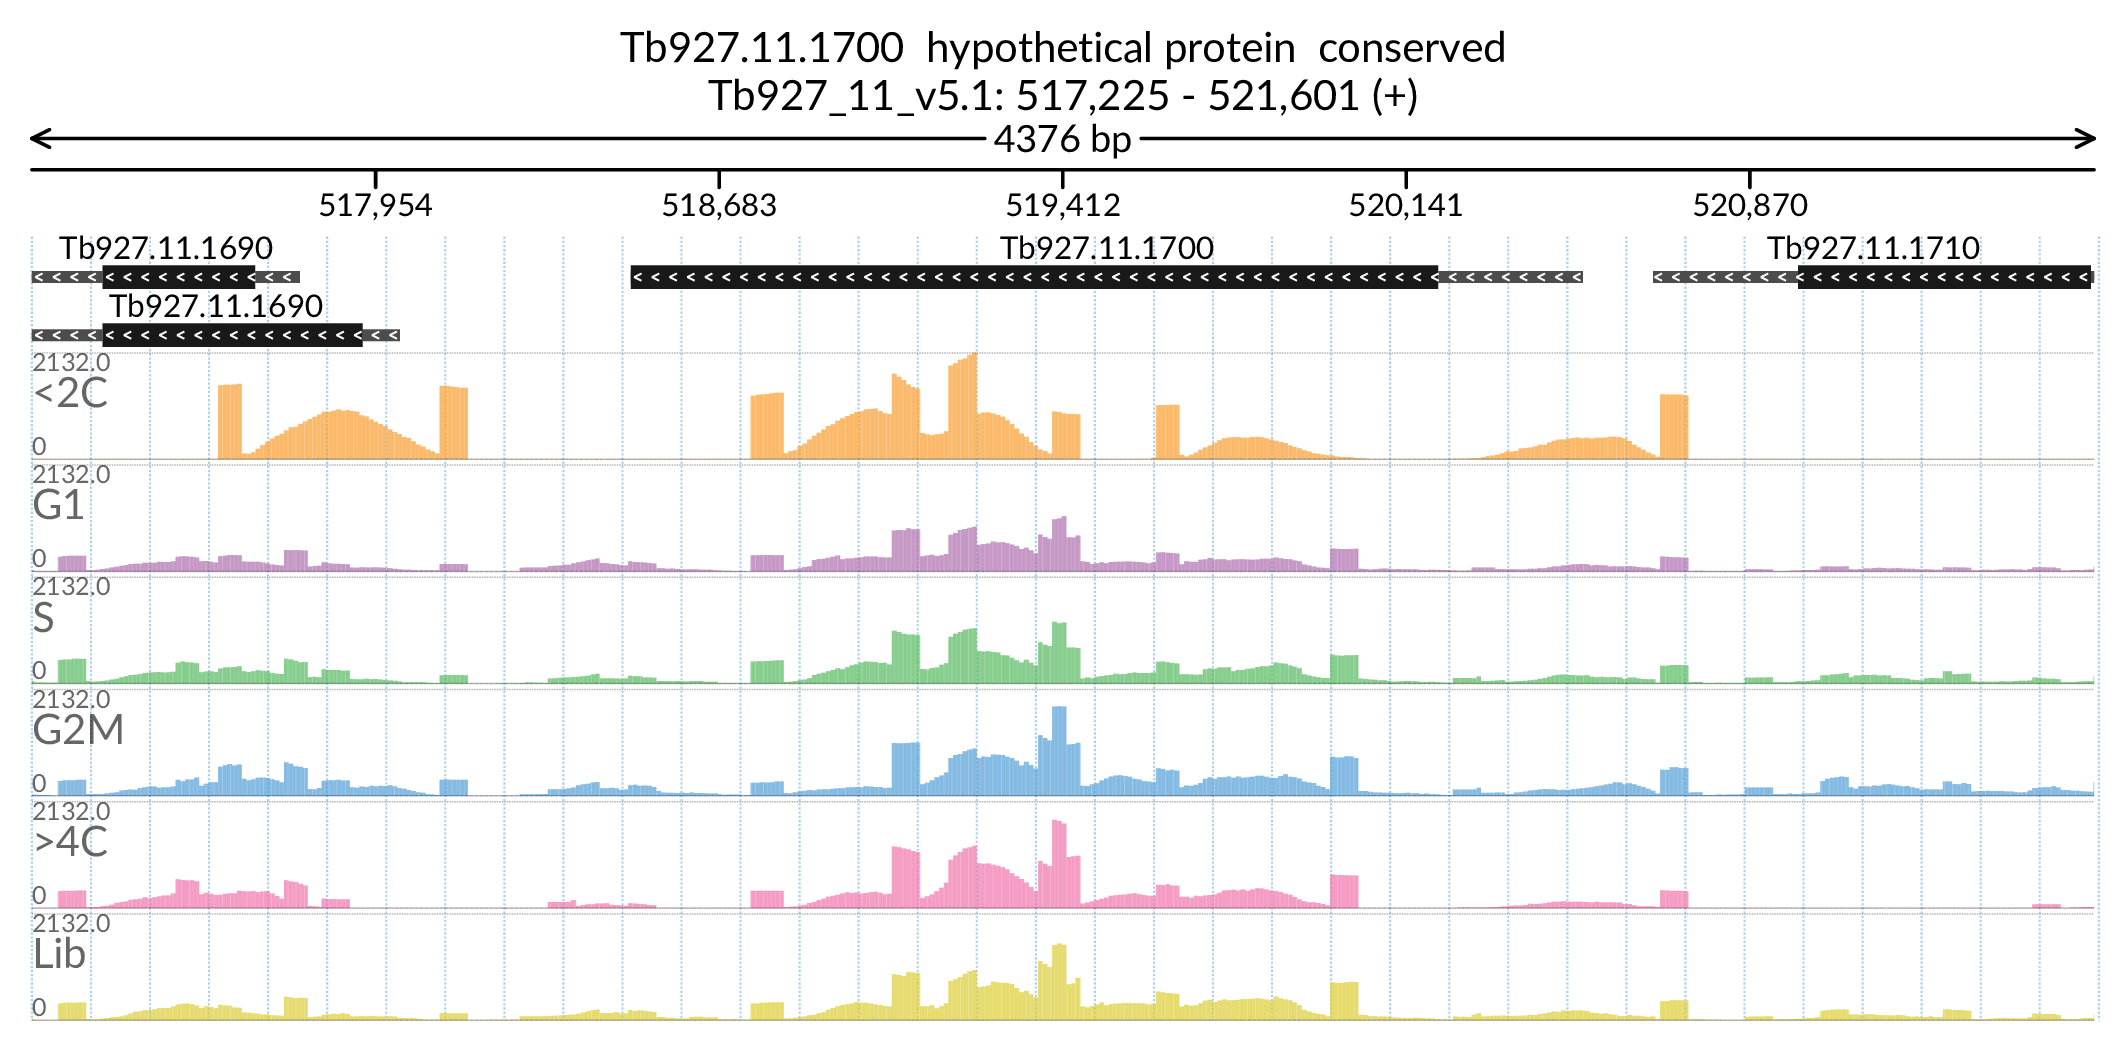 Tb927.11.1700 hypothetical protein conserved
Tb927_11_v5.1: 517,225 - 521,601 (+)
4376 bp
517,954 518,683 519,412 520,141 520,870
Tb927.11.1690 Tb927.11.1700 Tb927.11.1710
Tb927.11.1690
2132.0
<2C
0
2132.0
G1
0
2132.0
S
0
2132.0
G2M
0
2132.0
>4C
0
2132.0
Lib
0